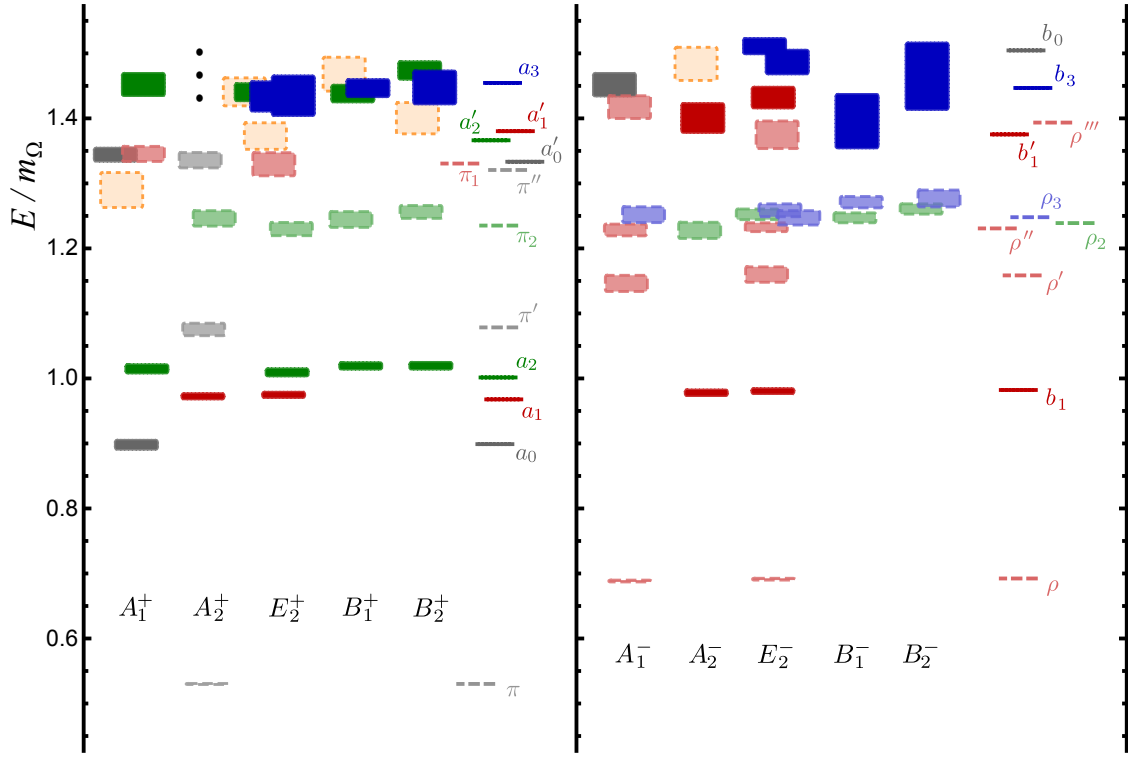 E / m_Ω
1.4
1.2
1.0
0.8
0.6
a_3
a'_2
a'_1
a'_0
π_1
π''
π_2
π'
a_2
a_1
a_0
A_1^+ A_2^+ E_2^+ B_1^+ B_2^+
π
b_0
b_3
ρ'''
b'_1
ρ_3
ρ''
ρ_2
ρ'
b_1
ρ
A_1^- A_2^- E_2^- B_1^- B_2^-